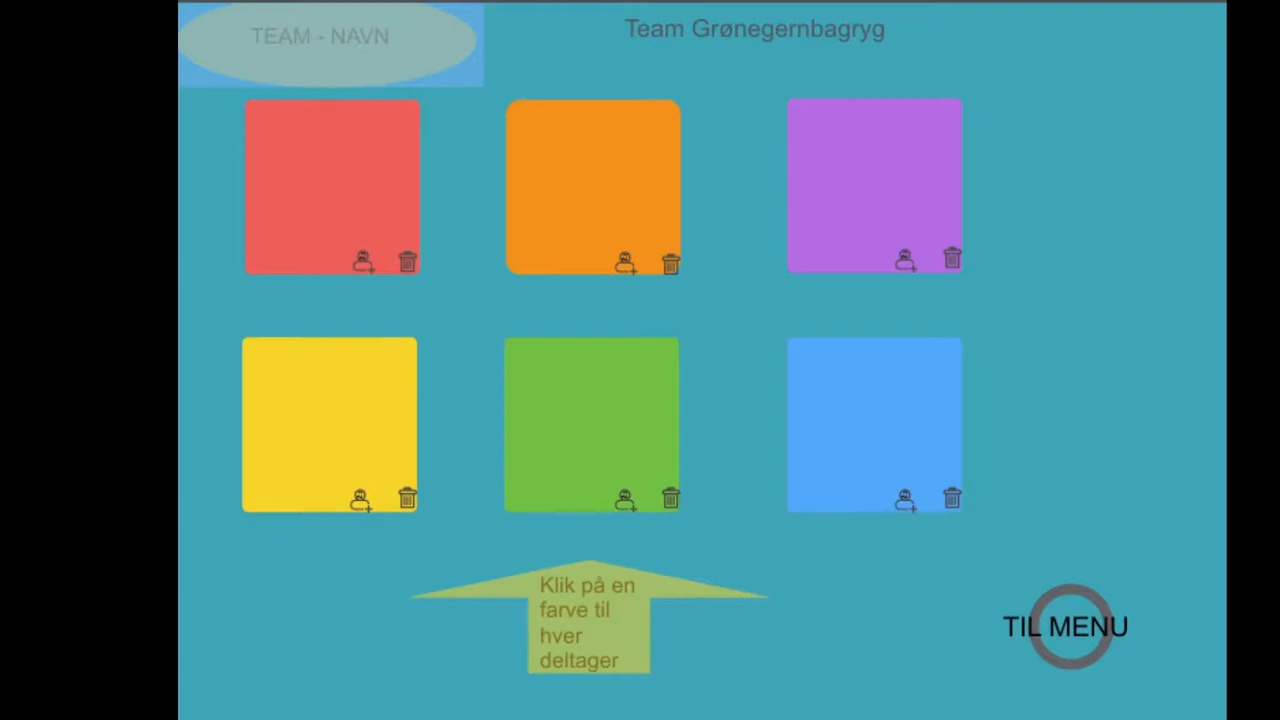 TEAM - NAVN
Team Grønegernbagryg
Klik på en
farve til
hver
deltager
TIL MENU